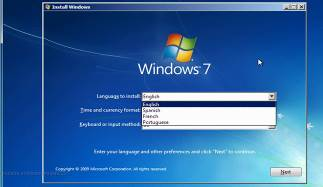 Install Windows
Windows 7
Language to install: English
English
Time and currency format: Spanish
French
Keyboard or input method: Portuguese
Enter your language and other preferences and click "Next" to continue.
Copyright © 2009 Microsoft Corporation. All rights reserved.
Next